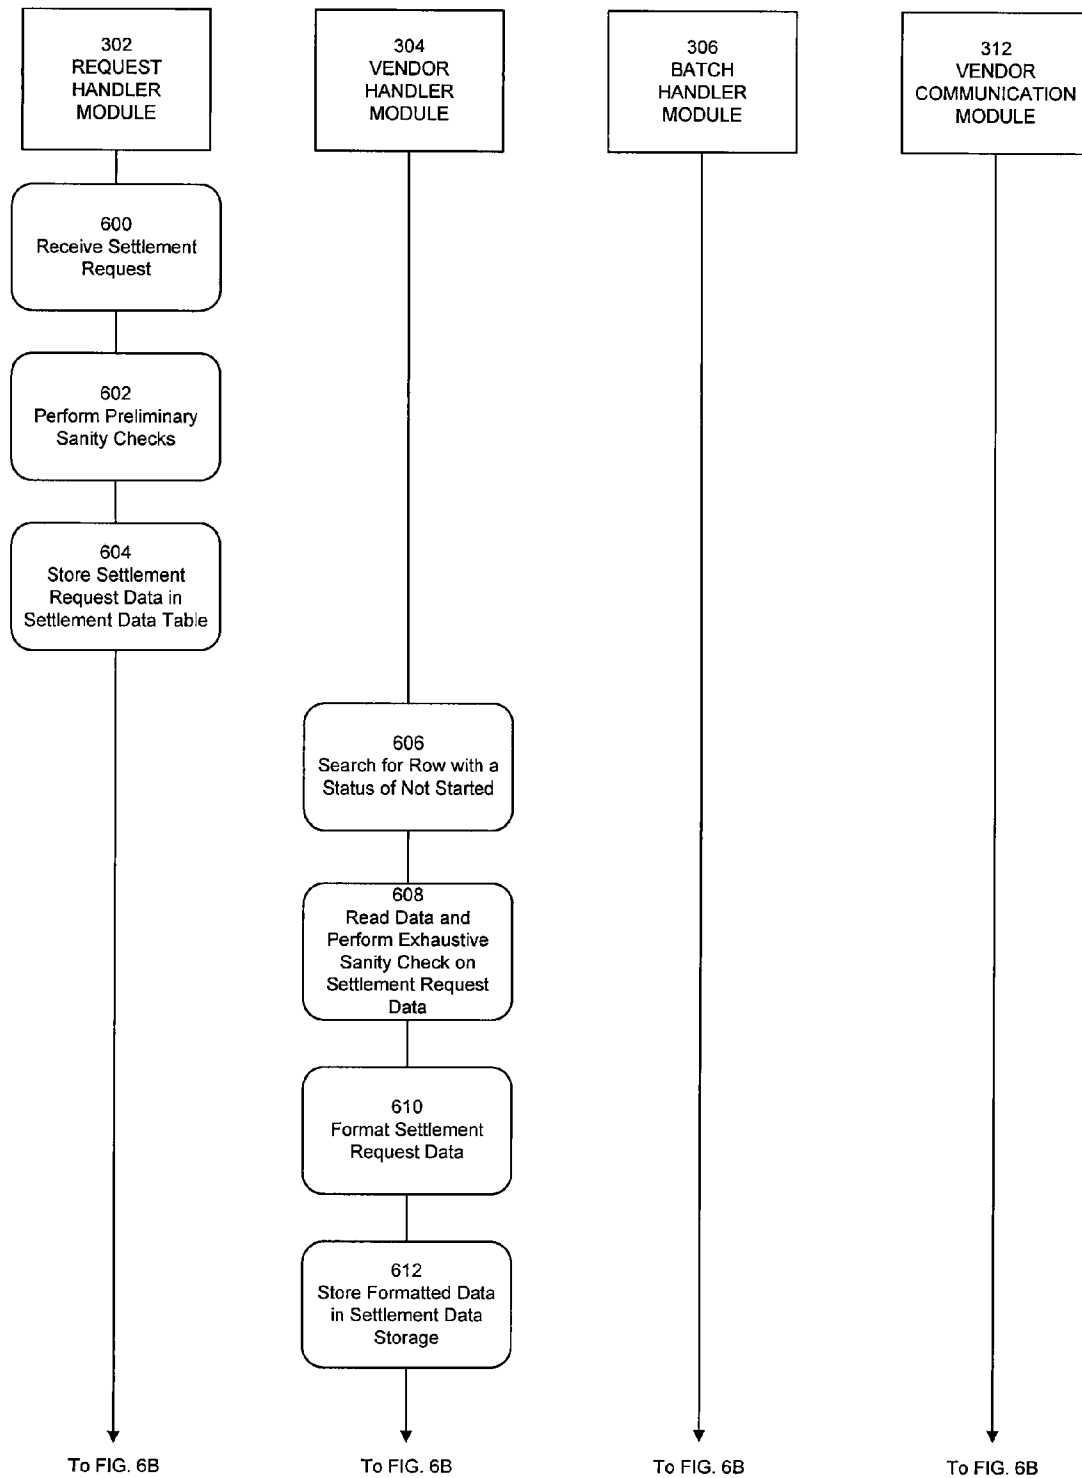 302
REQUEST
HANDLER
MODULE
304
VENDOR
HANDLER
MODULE
306
BATCH
HANDLER
MODULE
312
VENDOR
COMMUNICATION
MODULE
600
Receive Settlement
Request
602
Perform Preliminary
Sanity Checks
604
Store Settlement
Request Data in
Settlement Data Table
606
Search for Row with a
Status of Not Started
608
Read Data and
Perform Exhaustive
Sanity Check on
Settlement Request
Data
610
Format Settlement
Request Data
612
Store Formatted Data
in Settlement Data
Storage
To FIG. 6B
To FIG. 6B
To FIG. 6B
To FIG. 6B